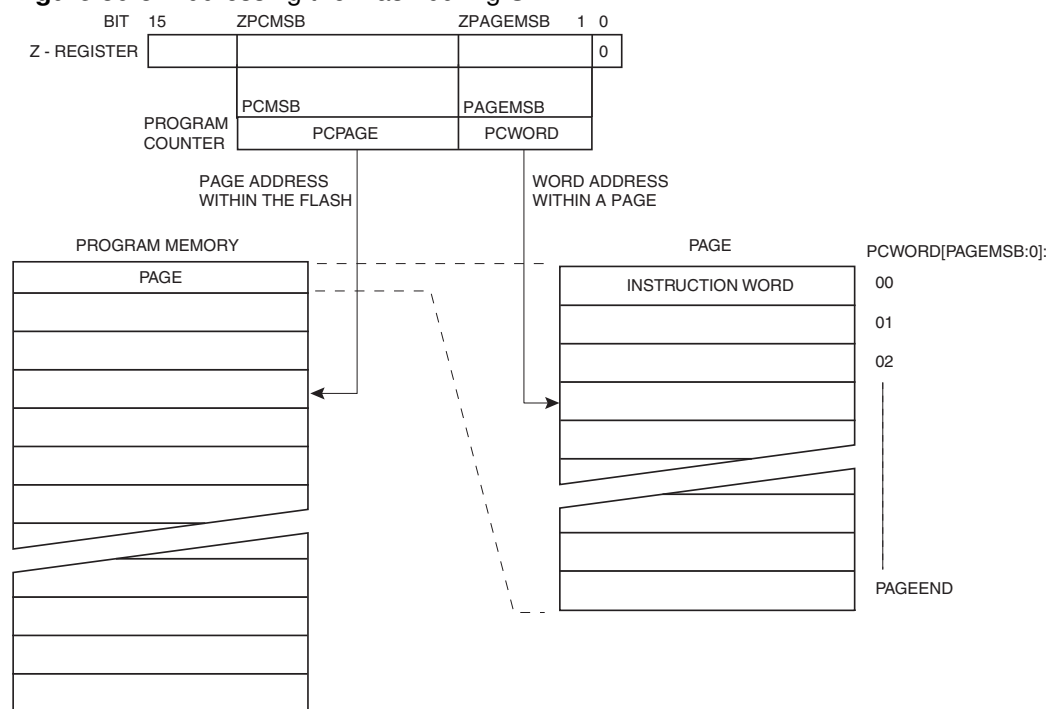 BIT 15 ZPCMSB ZPAGEMSB 1 0
Z - REGISTER 0
PCMSB PAGEMSB
PROGRAM
COUNTER
PCPAGE PCWORD
PAGE ADDRESS
WITHIN THE FLASH
WORD ADDRESS
WITHIN A PAGE
PROGRAM MEMORY
PAGE
PAGE
INSTRUCTION WORD
PCWORD[PAGEMSB:0]:
00
01
02
PAGEEND